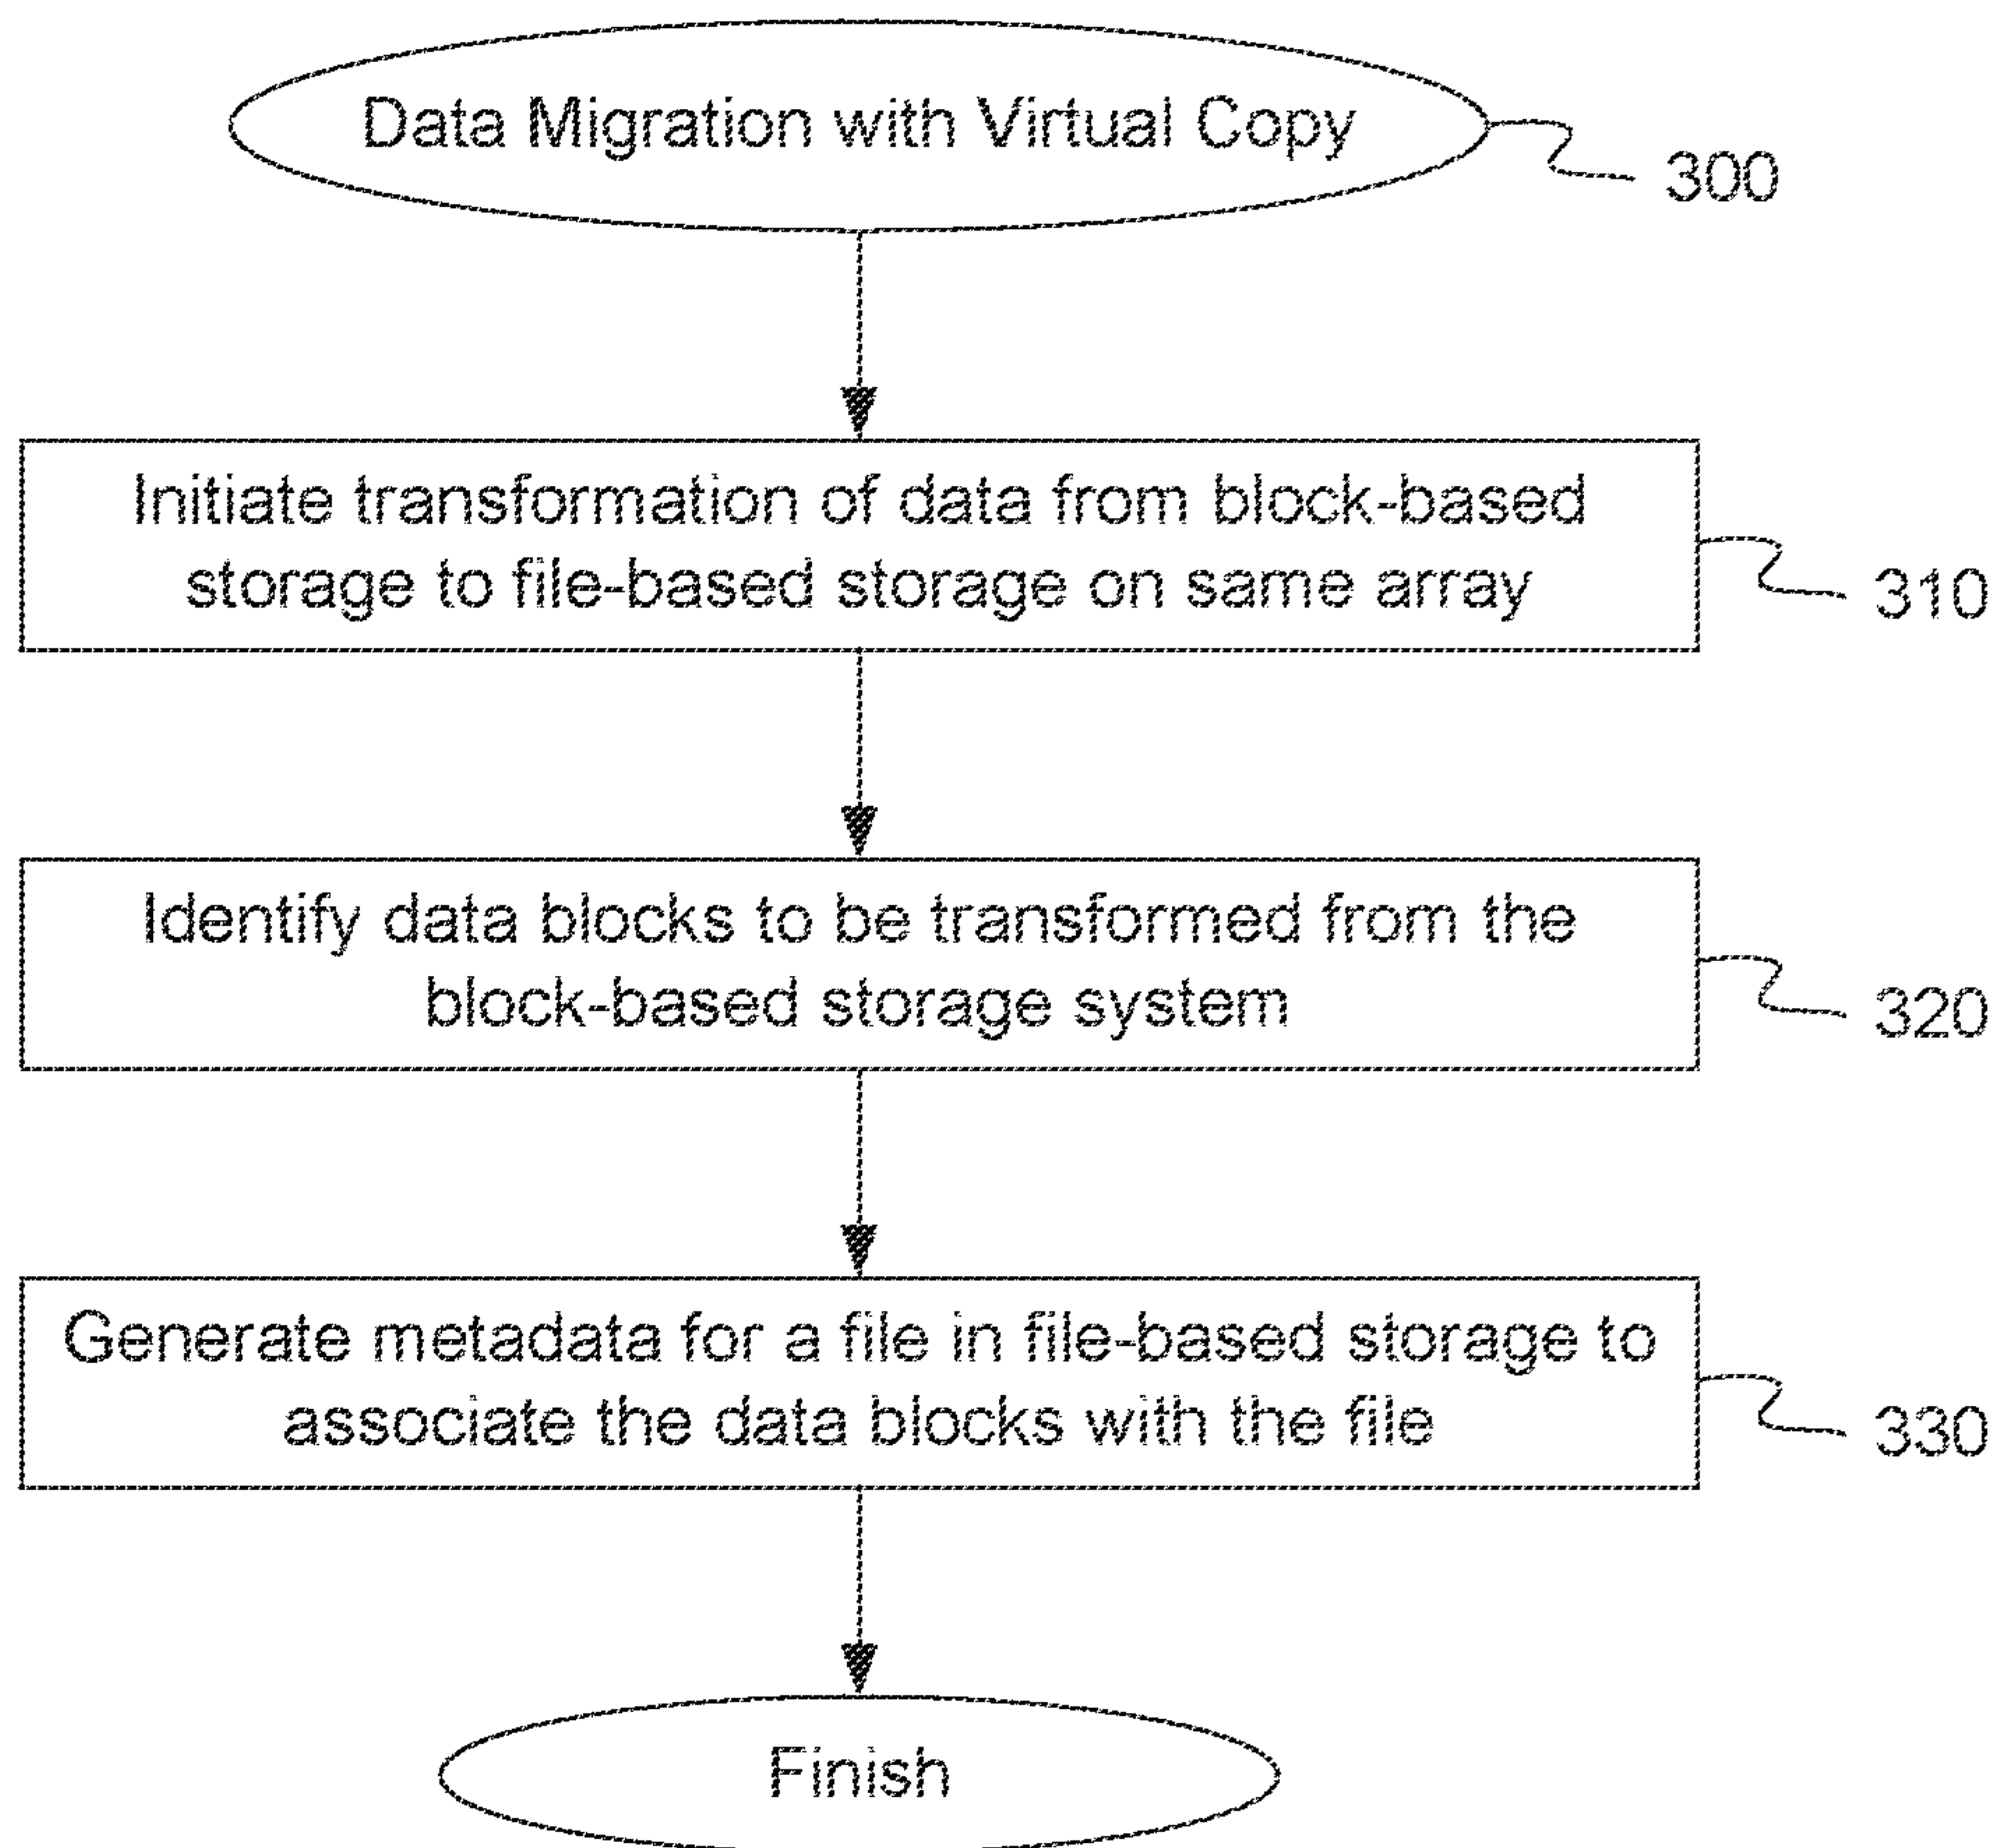 Data Migration with Virtual Copy
300
Initiate transformation of data from block-based
storage to file-based storage on same array
310
Identify data blocks to be transformed from the
block-based storage system
320
Generate metadata for a file in file-based storage to
associate the data blocks with the file
330
Finish